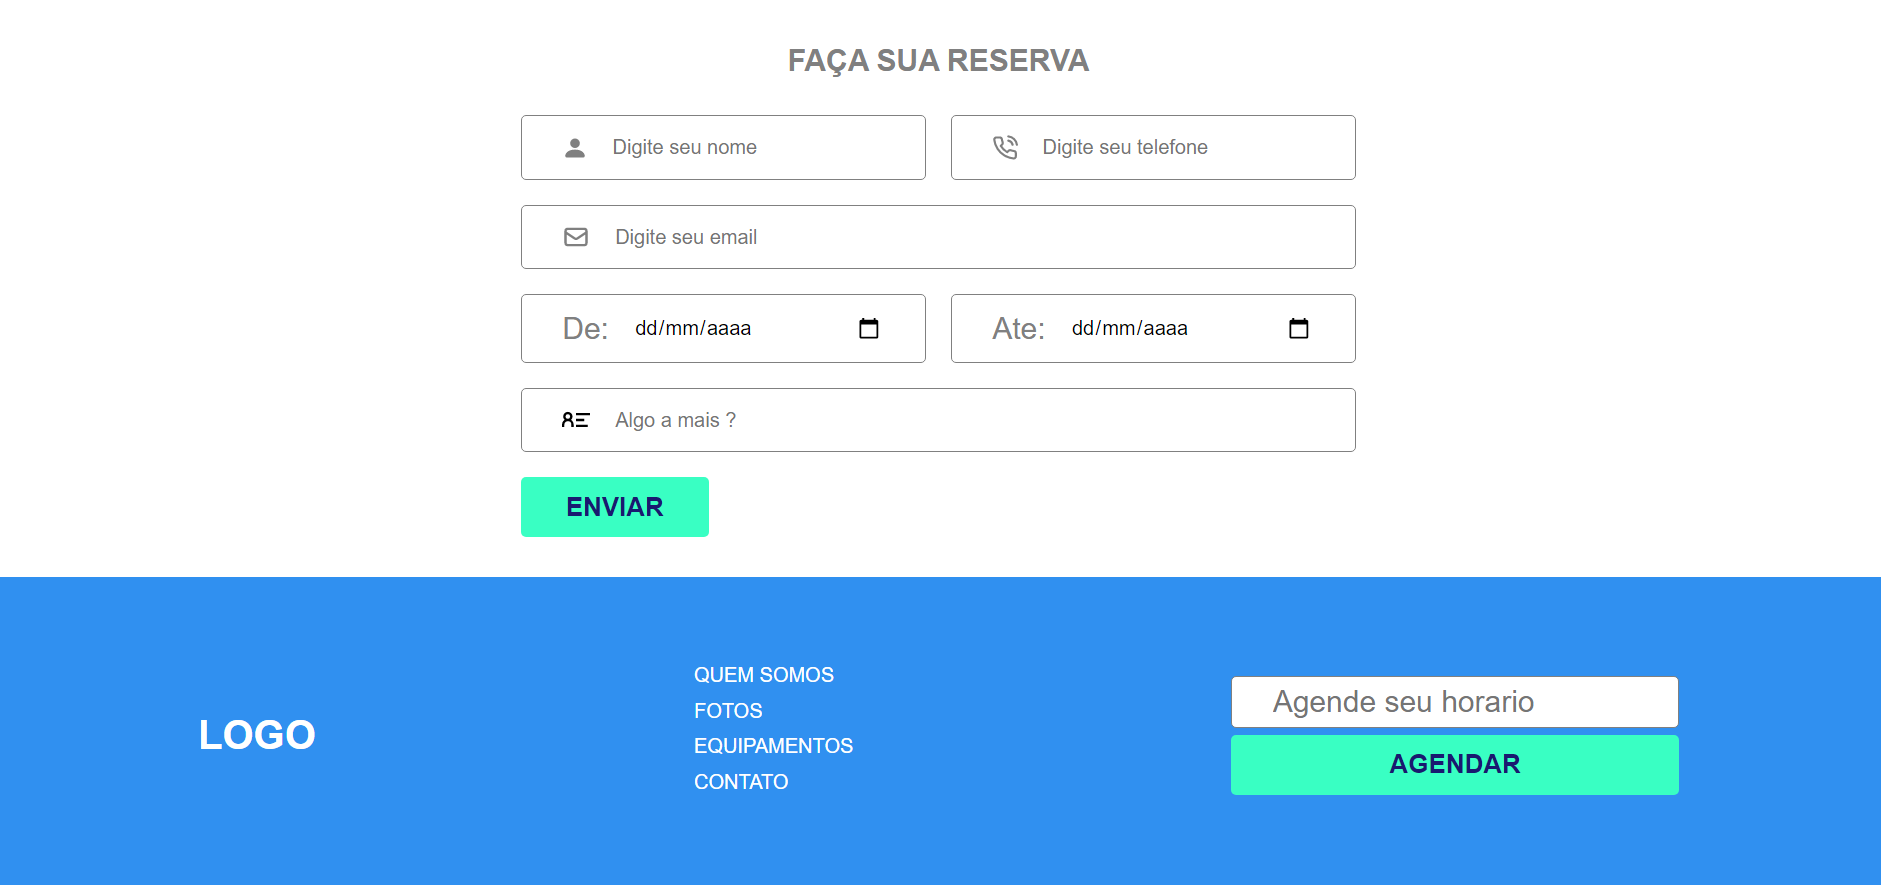 FAÇA SUA RESERVA
Digite seu nome
Digite seu telefone
Digite seu email
De: dd/mm/aaaa
Ate: dd/mm/aaaa
Algo a mais ?
ENVIAR
LOGO
QUEM SOMOS
FOTOS
EQUIPAMENTOS
CONTATO
Agende seu horario
AGENDAR